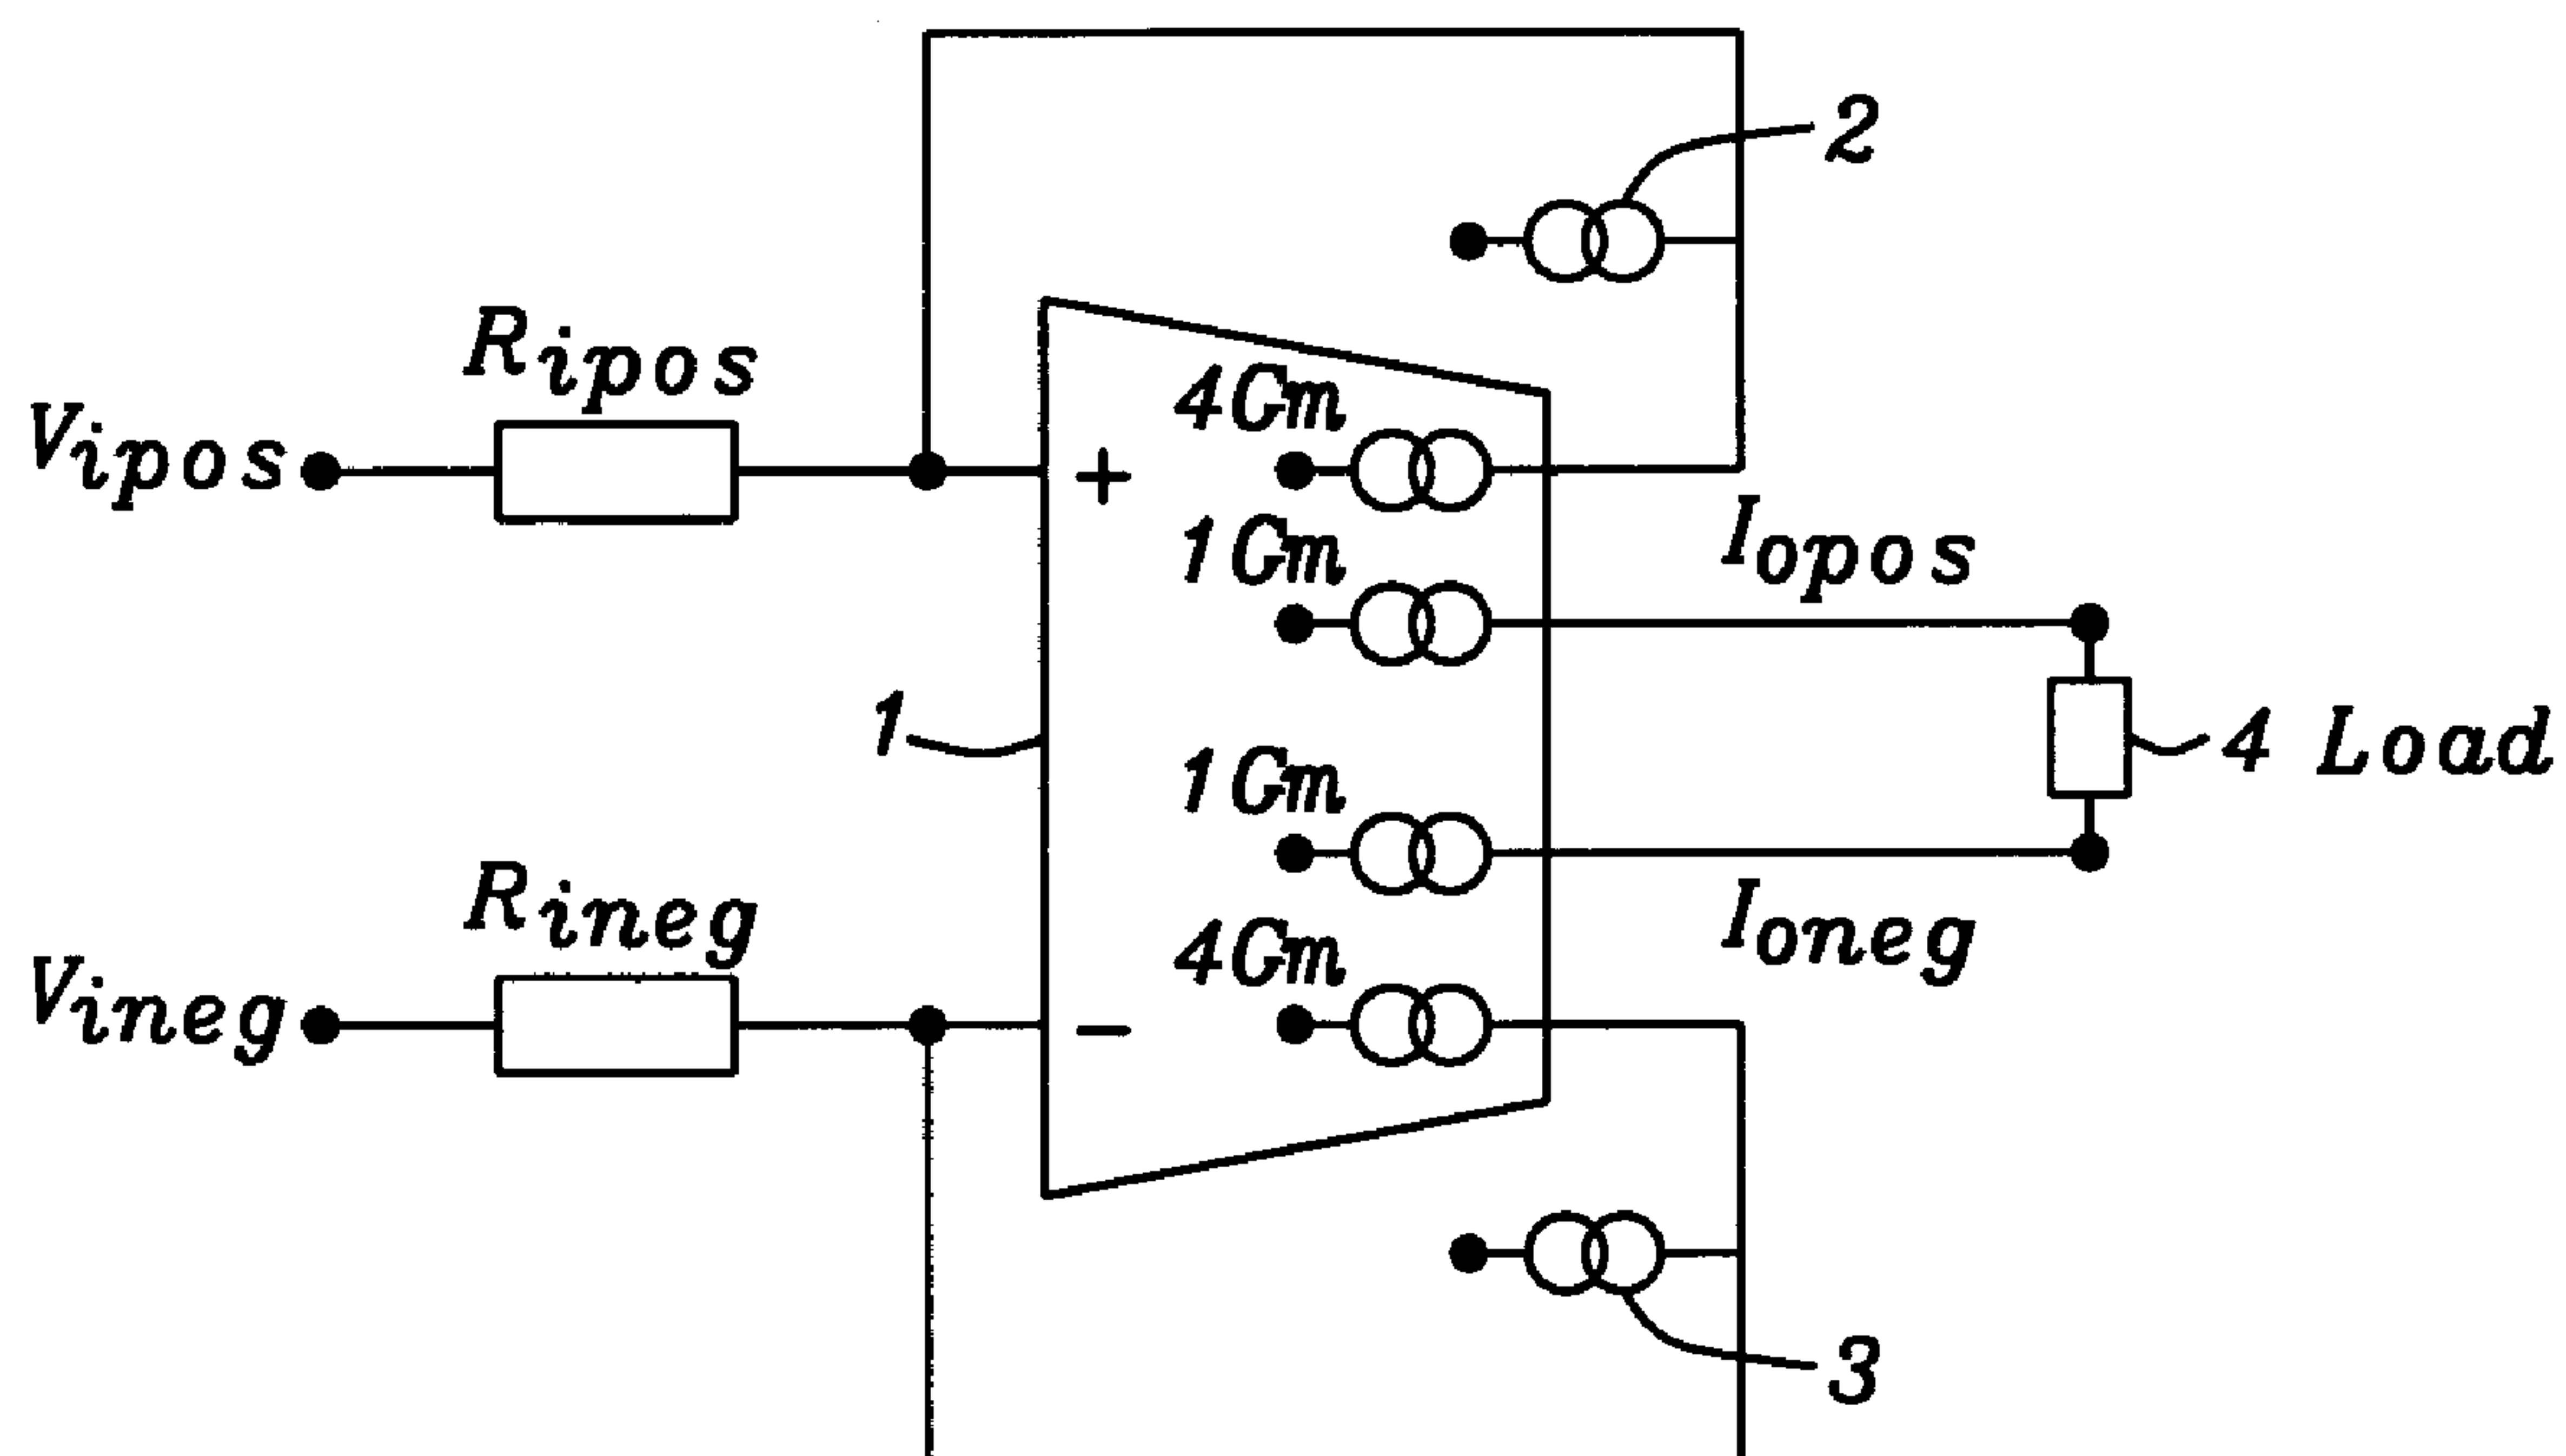 2
Ripos
Vipos
4Gm
+
1Gm
Iopos
1
1Gm
4 Load
Rineg
Ioneg
4Gm
Vineg
-
3